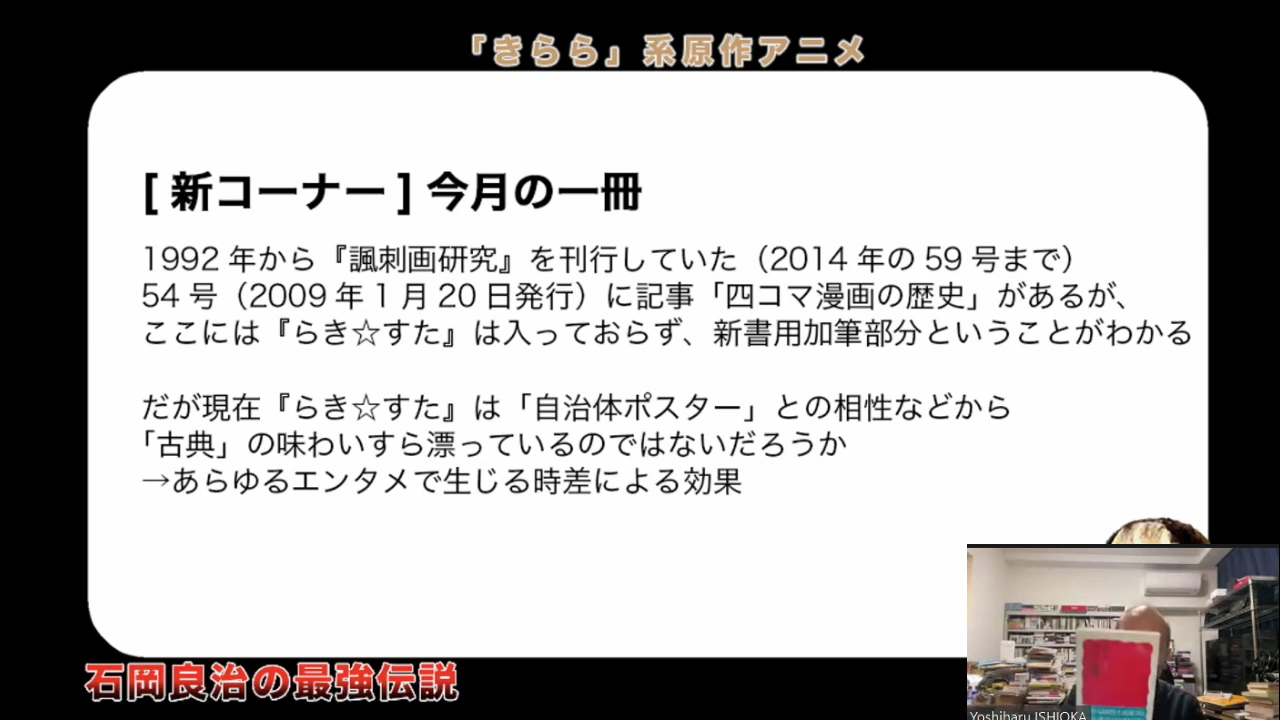 「きらら」系原作アニメ
[ 新コーナー ] 今月の一冊
1992 年から『諷刺画研究』を刊行していた（2014 年の 59 号まで）
54 号（2009 年 1 月 20 日発行）に記事「四コマ漫画の歴史」があるが、
ここには『らき☆すた』は入っておらず、新書用加筆部分ということがわかる
だが現在『らき☆すた』は「自治体ポスター」との相性などから
「古典」の味わいすら漂っているのではないだろうか
→あらゆるエンタメで生じる時差による効果
石岡良治の最強伝説
Yoshiharu ISHIOKA